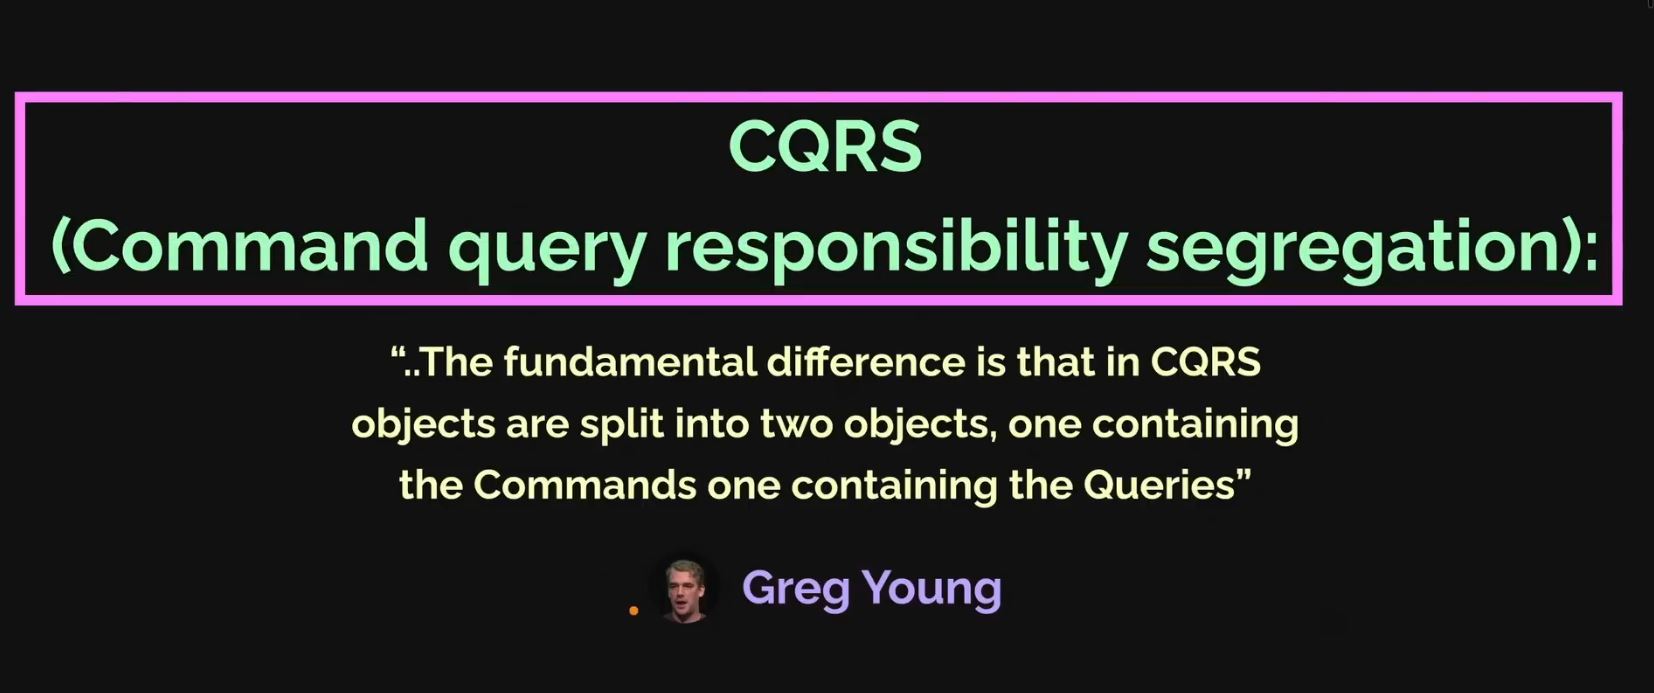 CQRS
(Command query responsibility segregation):
“..The fundamental difference is that in CQRS
objects are split into two objects, one containing
the Commands one containing the Queries”
Greg Young